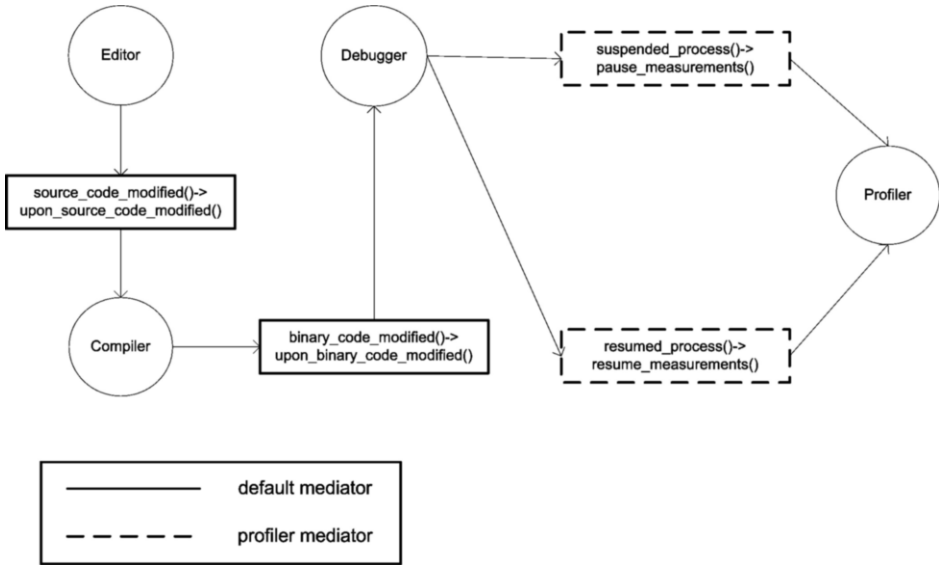 Editor
Debugger
suspended_process()->
pause_measurements()
source_code_modified()->
upon_source_code_modified()
Profiler
Compiler
binary_code_modified()->
upon_binary_code_modified()
resumed_process()->
resume_measurements()
default mediator
profiler mediator